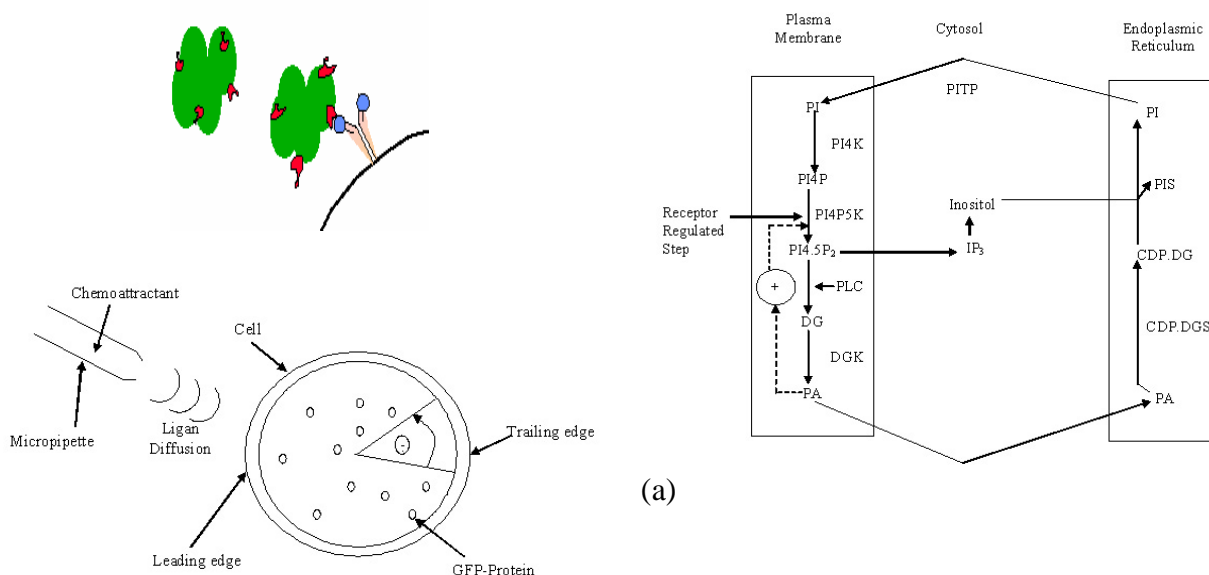 Plasma
Membrane
Cytosol
Endoplasmic
Reticulum
PITP
PI
PI
PI4K
PI4P
PIS
Receptor
Regulated
Step
PI4P5K
Inositol
PI4.5P₂
IP₃
CDP.DG
+
PLC
DG
CDP.DGS
DGK
PA
PA
(a)
Chemoattractant
Cell
Micropipette
Ligan
Diffusion
Trailing edge
Leading edge
GFP-Protein